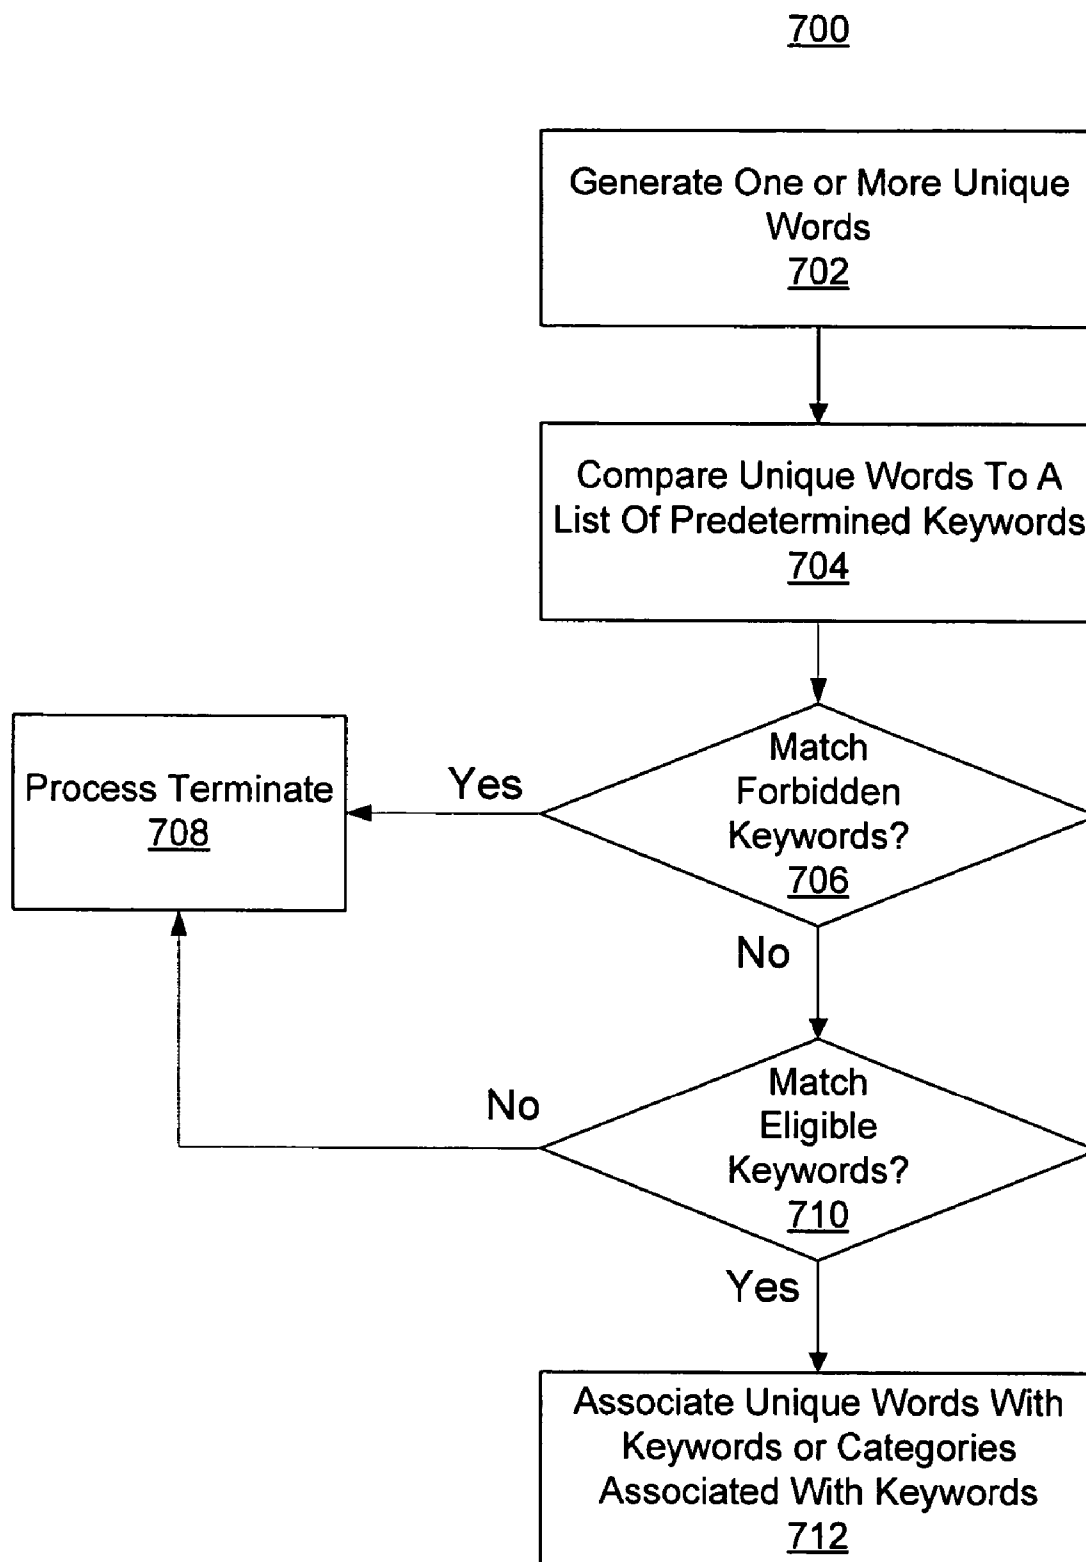 700
Generate One or More Unique
Words
702
Compare Unique Words To A
List Of Predetermined Keywords
704
Match
Forbidden
Keywords?
706
Yes
Process Terminate
708
No
Match
Eligible
Keywords?
710
No
Yes
Associate Unique Words With
Keywords or Categories
Associated With Keywords
712